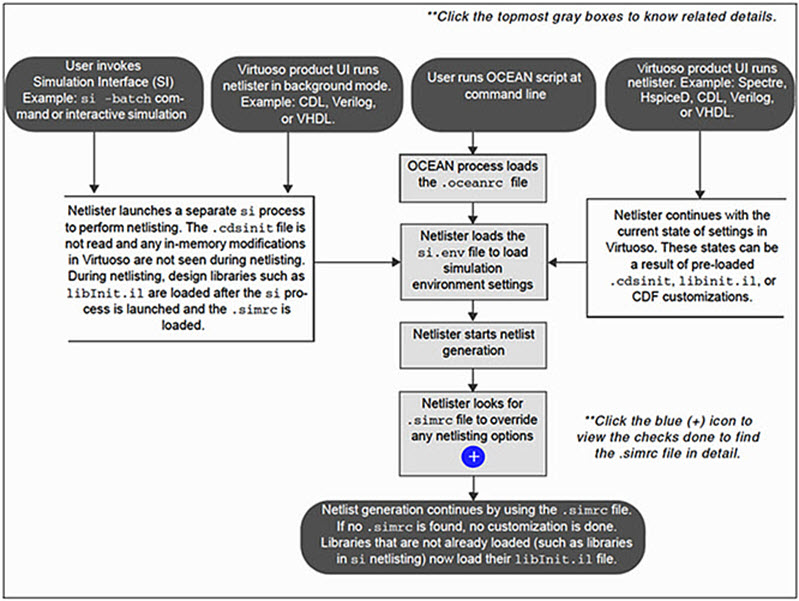 **Click the topmost gray boxes to know related details.
User invokes
Simulation Interface (SI)
Example: si -batch com-
mand or interactive simulation
Virtuoso product UI runs
netlister in background mode.
Example: CDL, Verilog,
or VHDL.
User runs OCEAN script at
command line
Virtuoso product UI runs
netlister. Example: Spectre,
HspiceD, CDL, Verilog,
or VHDL.
OCEAN process loads
the .oceanrc file
Netlister launches a separate si process
to perform netlisting. The .cdsinit file is
not read and any in-memory modifications
in Virtuoso are not seen during netlisting.
During netlisting, design libraries such as
libInit.il are loaded after the si pro-
cess is launched and the .simrc is
loaded.
Netlister loads the
si.env file to load
simulation
environment settings
Netlister continues with the
current state of settings in
Virtuoso. These states can be
a result of pre-loaded
.cdsinit, libinit.il, or
CDF customizations.
Netlister starts netlist
generation
Netlister looks for
.simrc file to override
any netlisting options
+
**Click the blue (+) icon to
view the checks done to find
the .simrc file in detail.
Netlist generation continues by using the .simrc file.
If no .simrc is found, no customization is done.
Libraries that are not already loaded (such as libraries
in si netlisting) now load their libInit.il file.